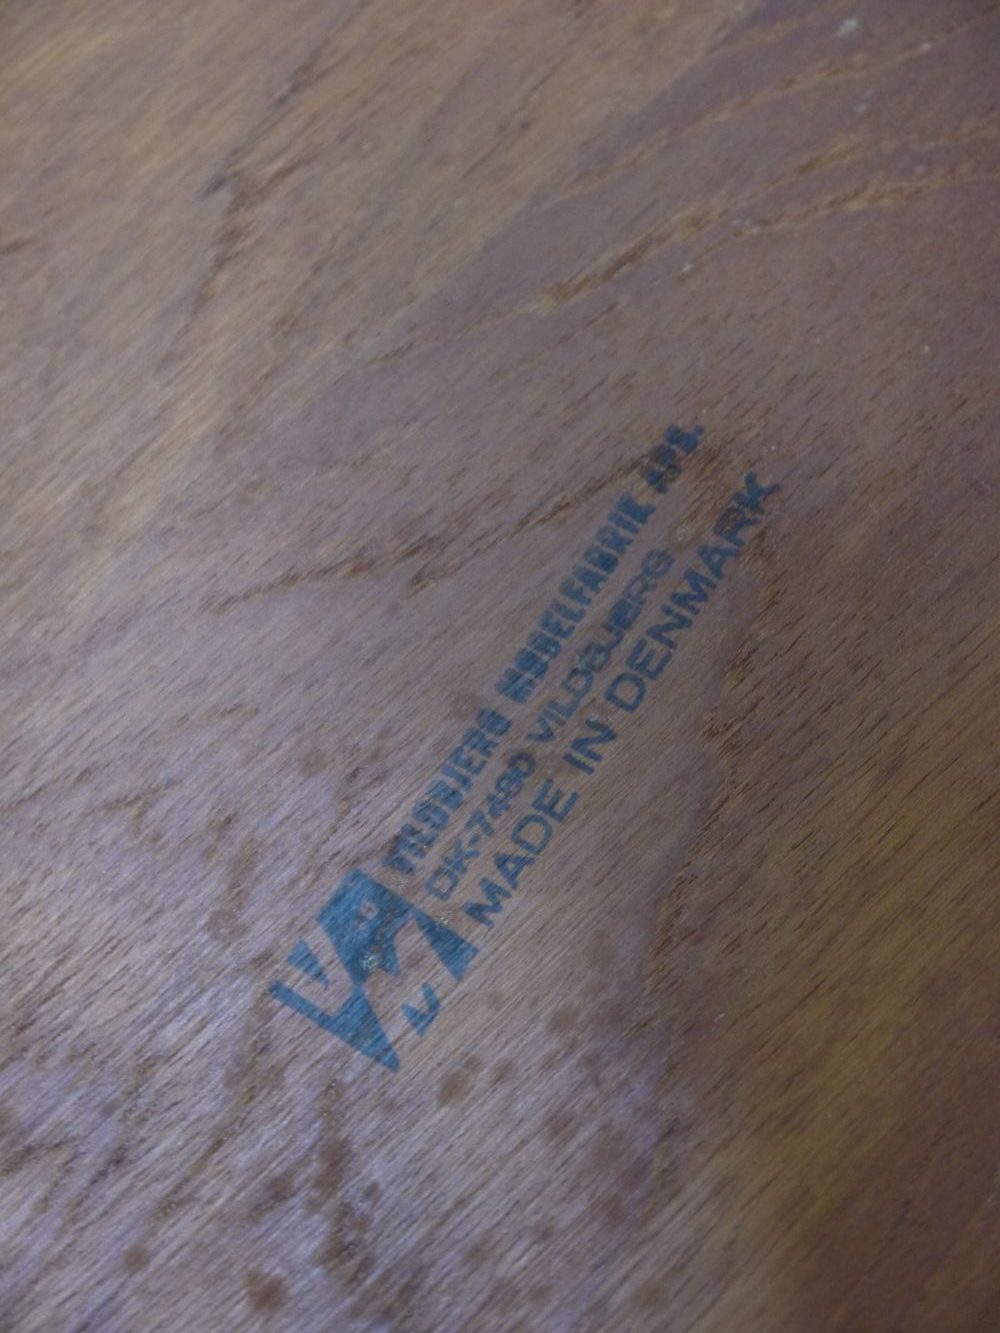 VILDBJERG MØBELFABRIK APS.
DK-7480 VILDBJERG
MADE IN DENMARK